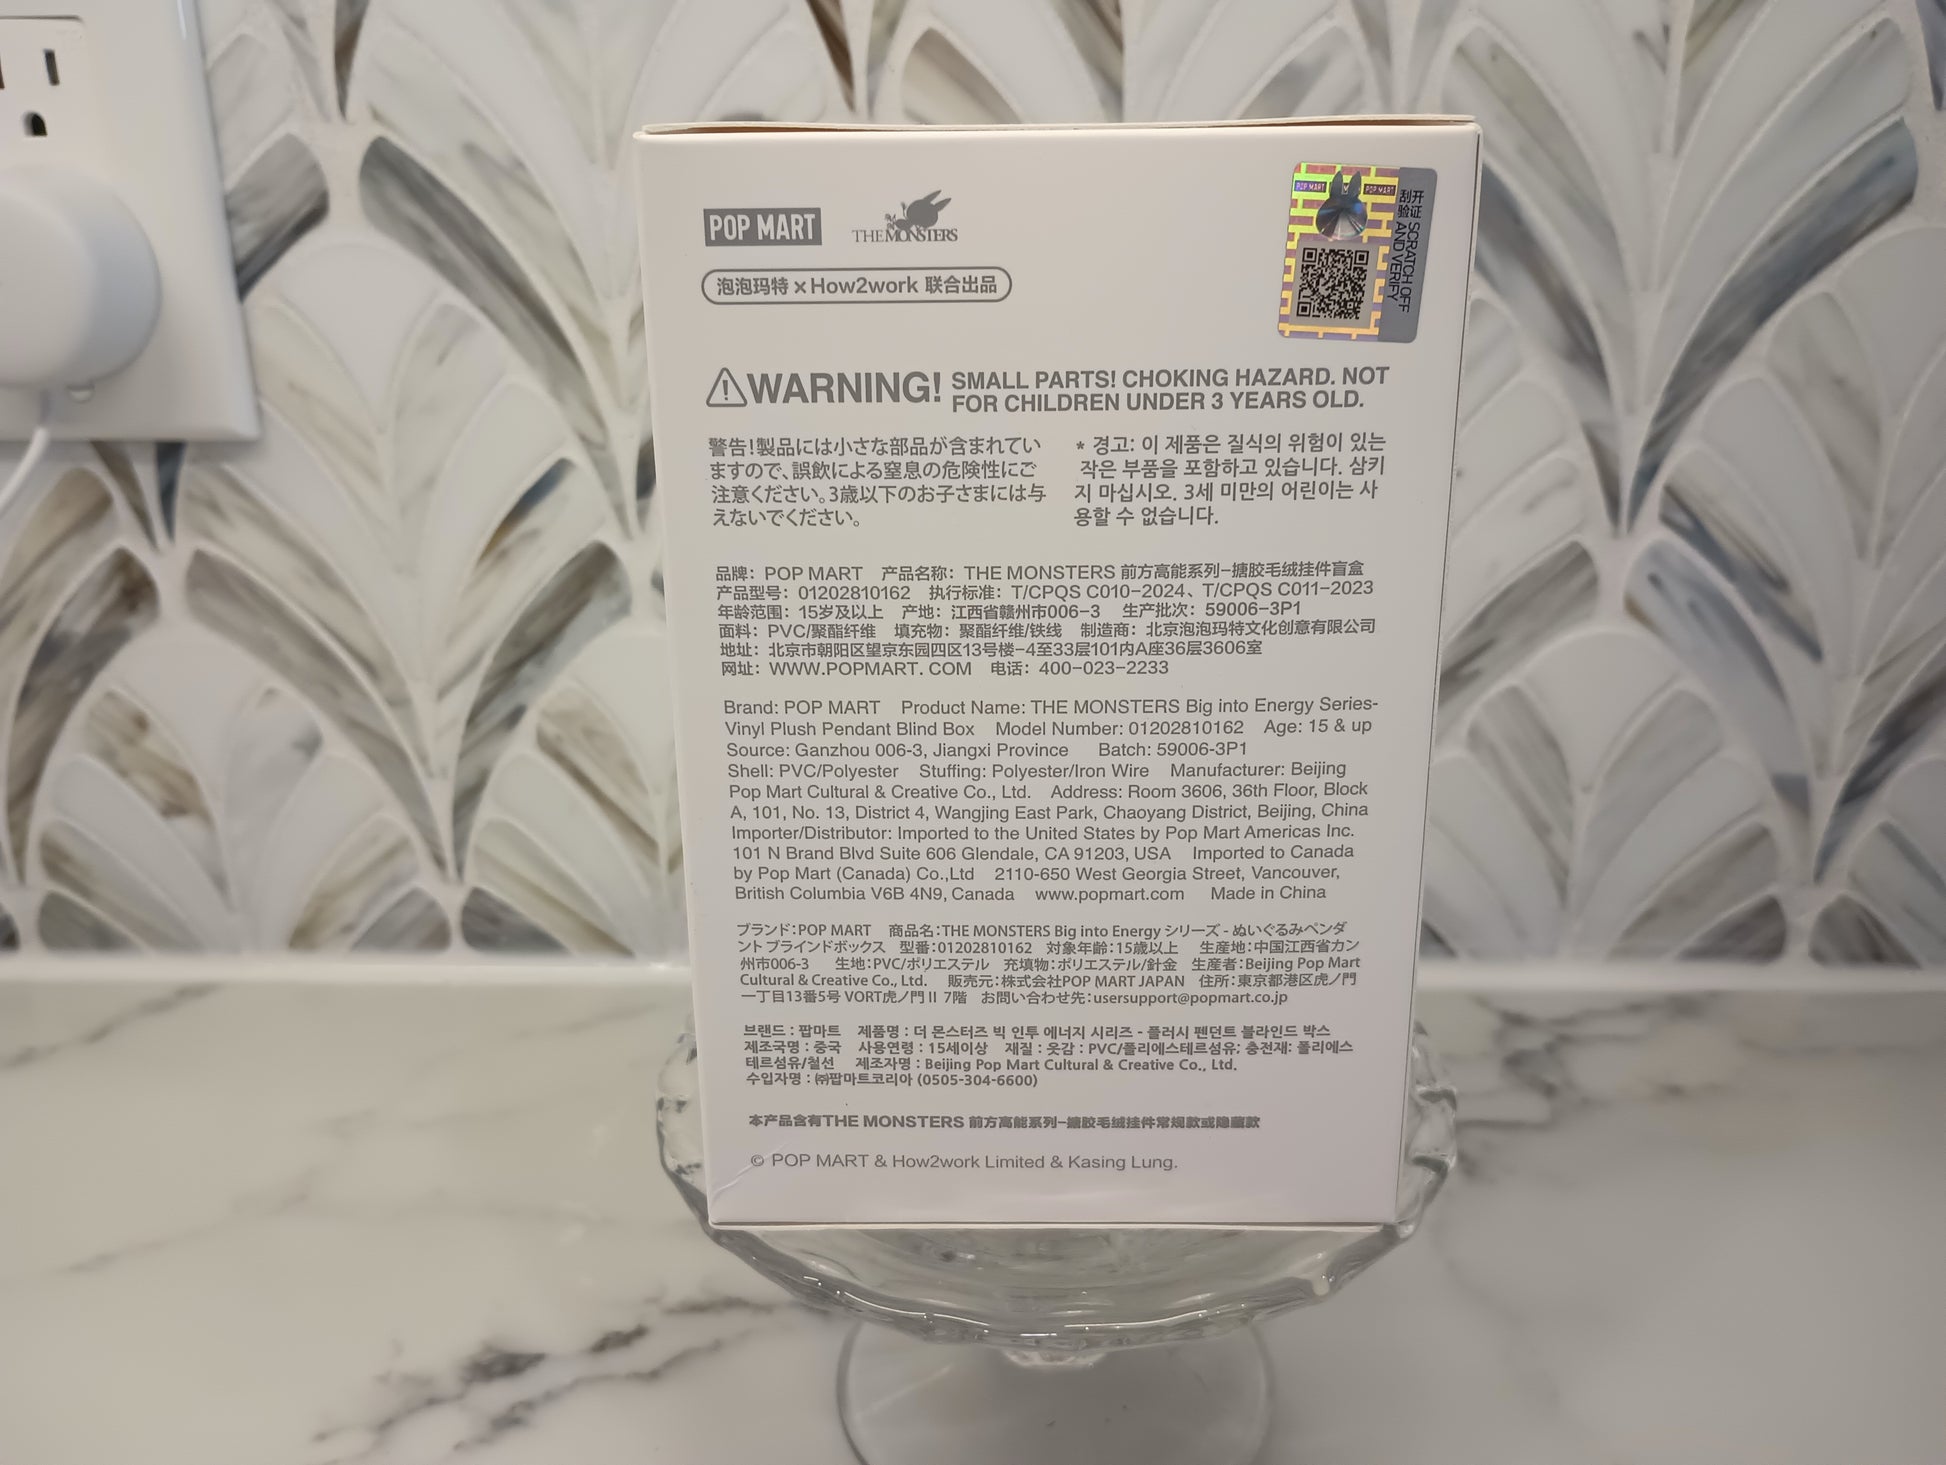 POP MART THE MONSTERS
泡泡玛特 × How2work 联合出品
POP MART M POP MART
刮开验证 SCRATCH OFF AND VERIFY
WARNING! SMALL PARTS! CHOKING HAZARD. NOT
FOR CHILDREN UNDER 3 YEARS OLD.
警告!製品には小さな部品が含まれてい
ますので、誤飲による窒息の危険性にご
注意ください。3歳以下のお子さまには与
えないでください。
* 경고: 이 제품은 질식의 위험이 있는
작은 부품을 포함하고 있습니다. 삼키
지 마십시오. 3세 미만의 어린이는 사
용할 수 없습니다.
品牌：POP MART 产品名称：THE MONSTERS 前方高能系列-搪胶毛绒挂件盲盒
产品型号：01202810162 执行标准：T/CPQS C010-2024、T/CPQS C011-2023
年龄范围：15岁及以上 产地：江西省赣州市006-3 生产批次：59006-3P1
面料：PVC/聚酯纤维 填充物：聚酯纤维/铁线 制造商：北京泡泡玛特文化创意有限公司
地址：北京市朝阳区望京东园四区13号楼-4至33层101内A座36层3606室
网址：WWW.POPMART.COM 电话：400-023-2233
Brand: POP MART Product Name: THE MONSTERS Big into Energy Series-
Vinyl Plush Pendant Blind Box Model Number: 01202810162 Age: 15 & up
Source: Ganzhou 006-3, Jiangxi Province Batch: 59006-3P1
Shell: PVC/Polyester Stuffing: Polyester/Iron Wire Manufacturer: Beijing
Pop Mart Cultural & Creative Co., Ltd. Address: Room 3606, 36th Floor, Block
A, 101, No. 13, District 4, Wangjing East Park, Chaoyang District, Beijing, China
Importer/Distributor: Imported to the United States by Pop Mart Americas Inc.
101 N Brand Blvd Suite 606 Glendale, CA 91203, USA Imported to Canada
by Pop Mart (Canada) Co.,Ltd 2110-650 West Georgia Street, Vancouver,
British Columbia V6B 4N9, Canada www.popmart.com Made in China
ブランド:POP MART 商品名:THE MONSTERS Big into Energy シリーズ - ぬいぐるみペンダ
ント ブラインドボックス 型番:01202810162 対象年齢:15歳以上 生産地:中国江西省カン
州市006-3 生地:PVC/ポリエステル 充填物:ポリエステル/針金 生産者:Beijing Pop Mart
Cultural & Creative Co., Ltd. 販売元:株式会社POP MART JAPAN 住所:東京都港区虎ノ門
一丁目13番5号 VORT虎ノ門 II 7階 お問い合わせ先:usersupport@popmart.co.jp
브랜드 : 팝마트 제품명 : 더 몬스터즈 빅 인투 에너지 시리즈 - 플러시 펜던트 블라인드 박스
제조국명 : 중국 사용연령 : 15세이상 재질 : 옷감 : PVC/폴리에스테르섬유; 충전재: 폴리에스
테르섬유/철선 제조자명 : Beijing Pop Mart Cultural & Creative Co., Ltd.
수입자명 : ㈜팝마트코리아 (0505-304-6600)
本产品含有THE MONSTERS 前方高能系列-搪胶毛绒挂件常规款或隐藏款
© POP MART & How2work Limited & Kasing Lung.